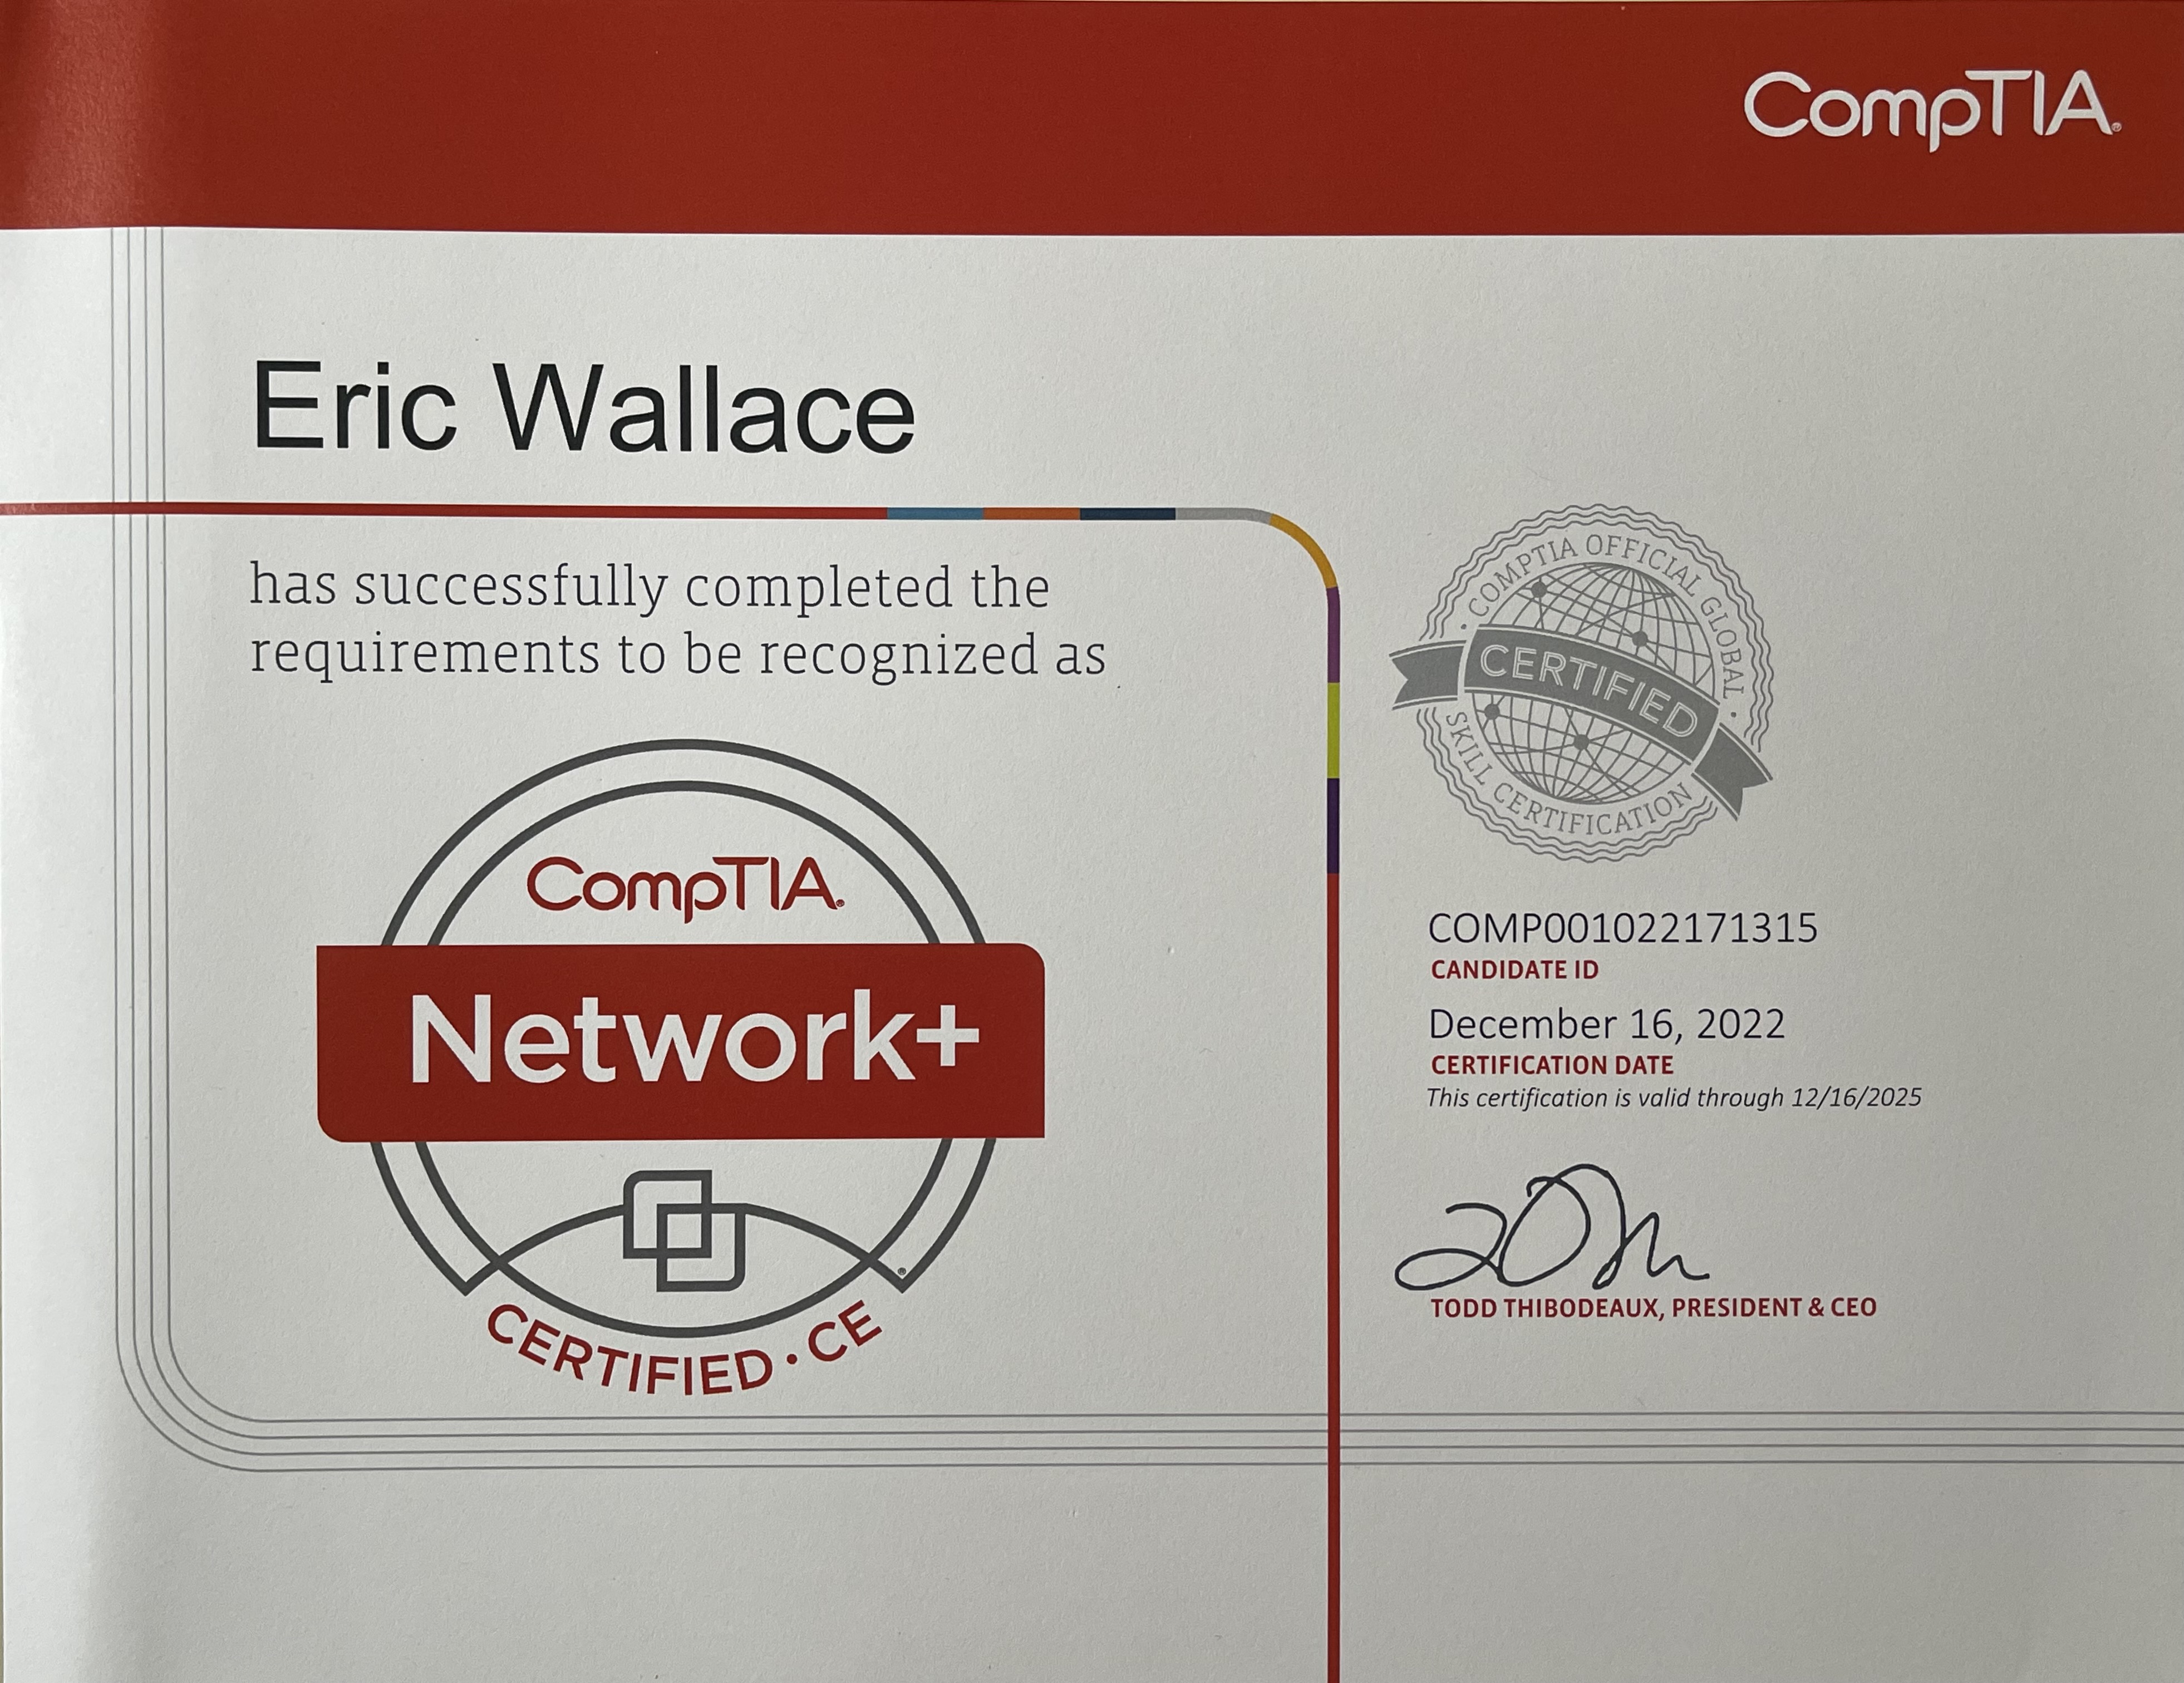 CompTIA®
Eric Wallace
has successfully completed the
requirements to be recognized as
CompTIA®
Network+
®
CERTIFIED • CE
• COMPTIA OFFICIAL GLOBAL •
CERTIFIED
SKILL CERTIFICATION
COMP001022171315
CANDIDATE ID
December 16, 2022
CERTIFICATION DATE
This certification is valid through 12/16/2025
TODD THIBODEAUX, PRESIDENT & CEO